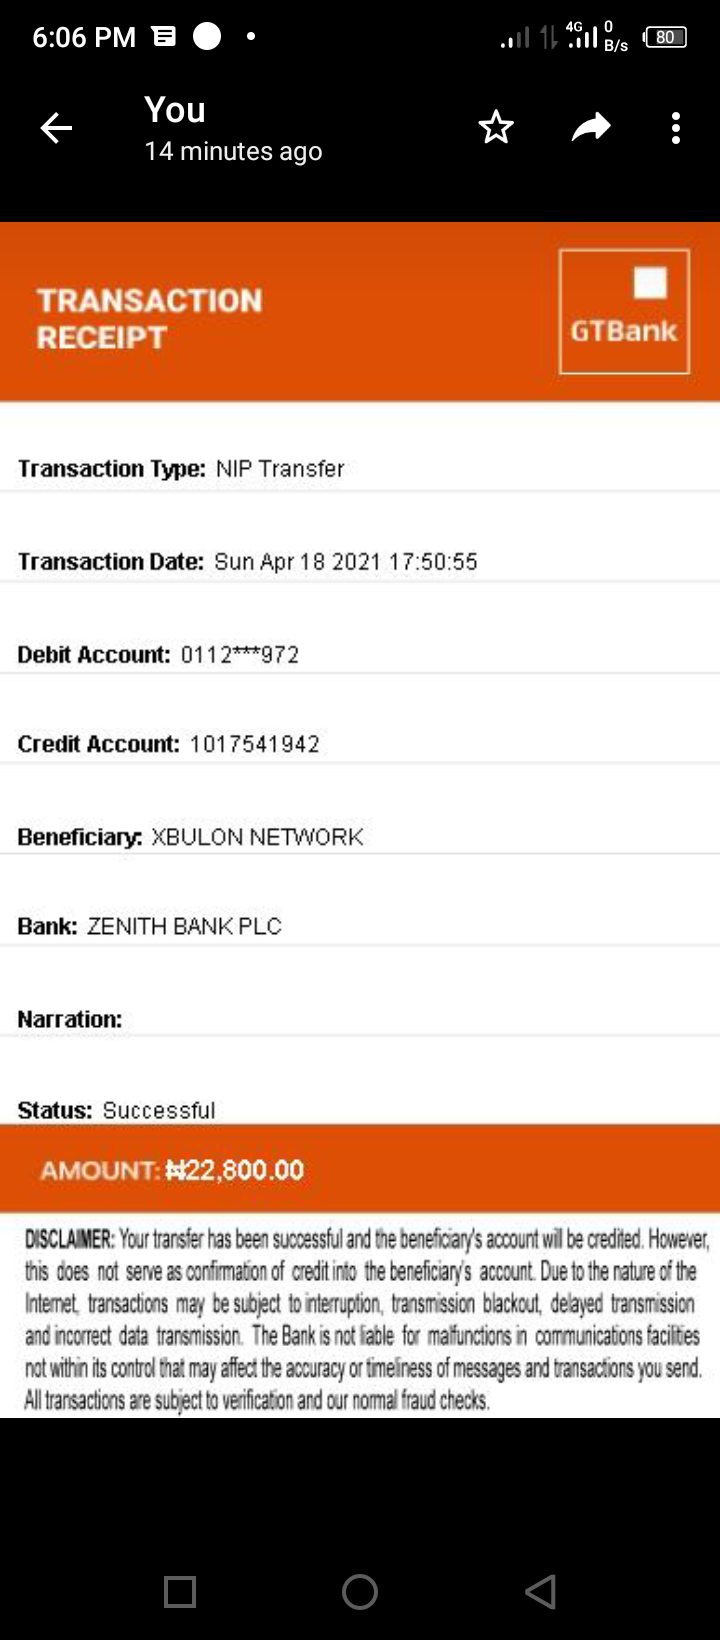 6:06 PM
4G 0 B/s 80
You
14 minutes ago
TRANSACTION
RECEIPT
GTBank
Transaction Type: NIP Transfer
Transaction Date: Sun Apr 18 2021 17:50:55
Debit Account: 0112***972
Credit Account: 1017541942
Beneficiary: XBULON NETWORK
Bank: ZENITH BANK PLC
Narration:
Status: Successful
AMOUNT: ₦22,800.00
DISCLAIMER: Your transfer has been successful and the beneficiary's account will be credited. However,
this does not serve as confirmation of credit into the beneficiary's account. Due to the nature of the
Internet, transactions may be subject to interruption, transmission blackout, delayed transmission
and incorrect data transmission. The Bank is not liable for malfunctions in communications facilities
not within its control that may affect the accuracy or timeliness of messages and transactions you send.
All transactions are subject to verification and our normal fraud checks.